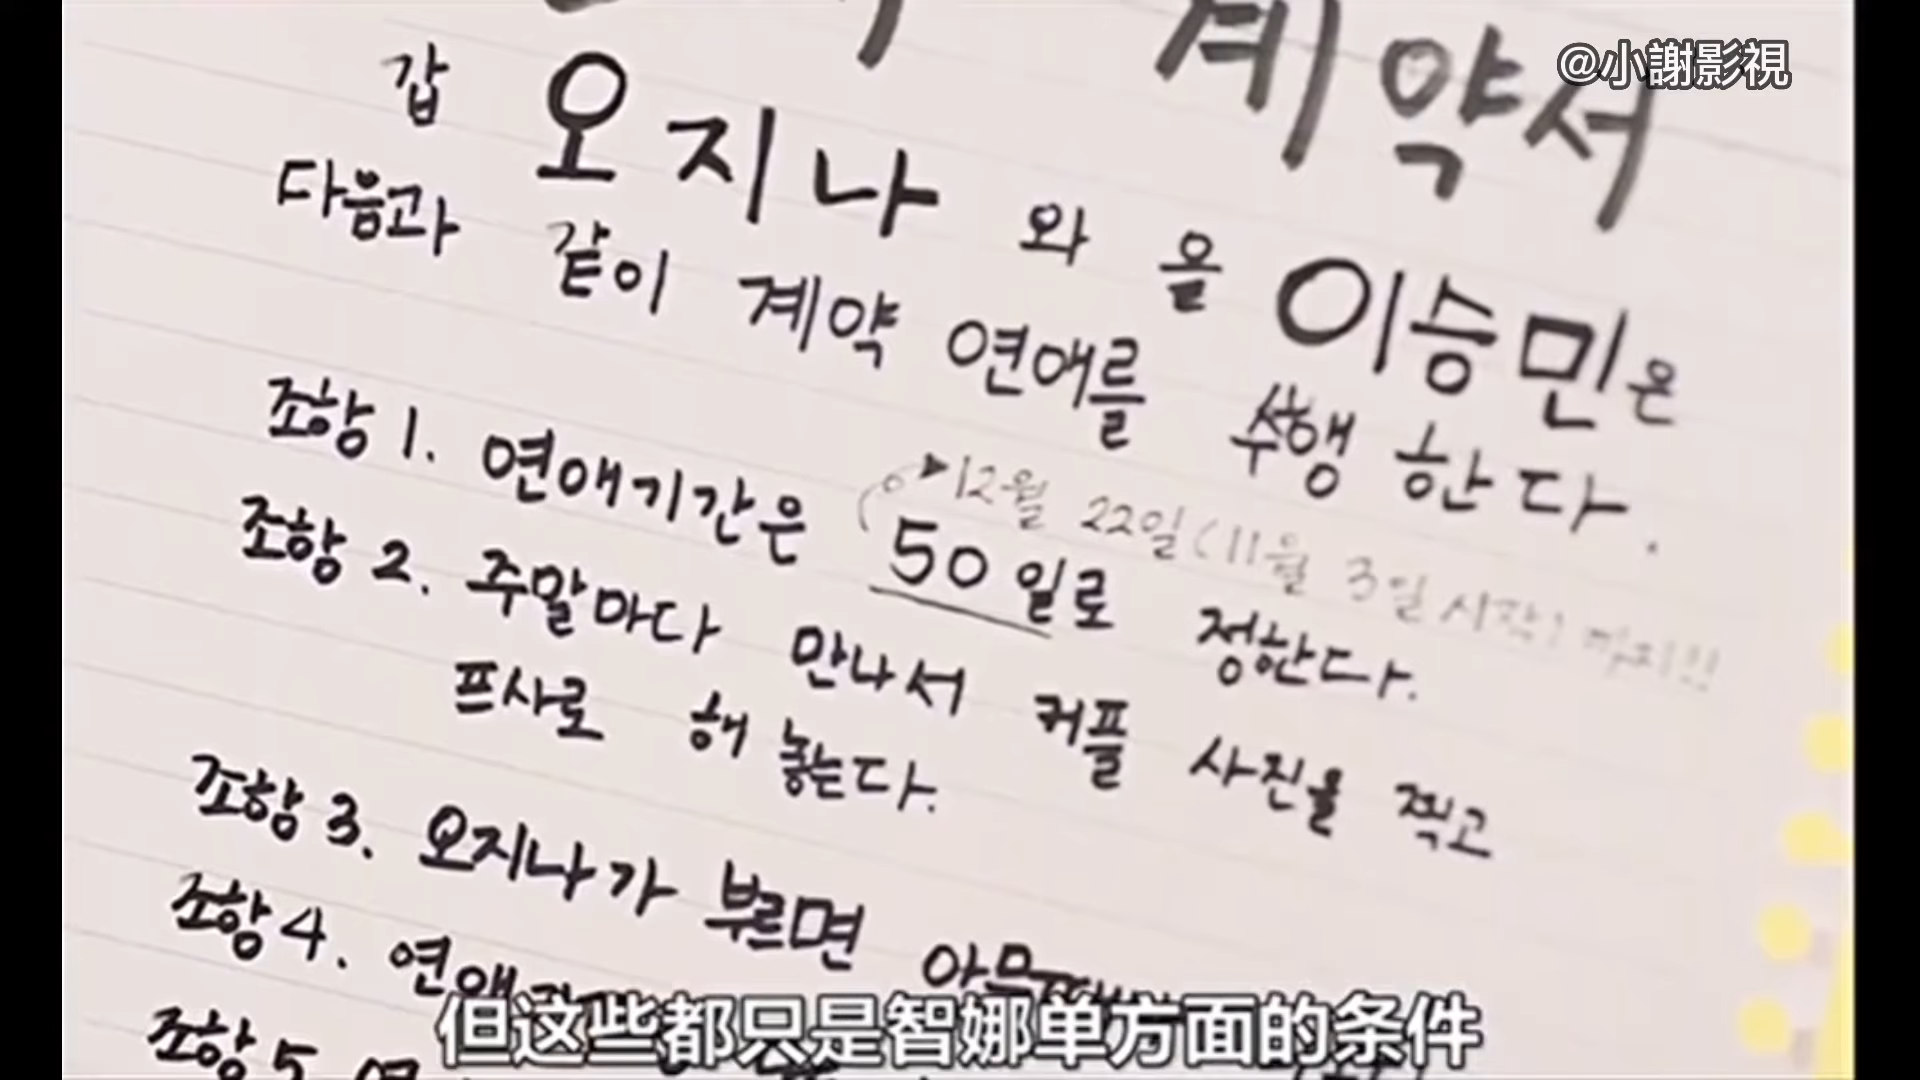 계약서
@小謝影視
갑 오지나 와 을 이승민은
다음과 같이 계약 연애를 수행 한다.
12월 22일 (11월 3일 시작!
조항 1. 연애기간은 50일로 정한다.
조항 2. 주말마다 만나서 커플 사진을 찍고
프사로 해 놓는다.
조항 3. 오지나가 부르면
조항 4. 연애
조항 5.
但这些都只是智娜单方面的条件